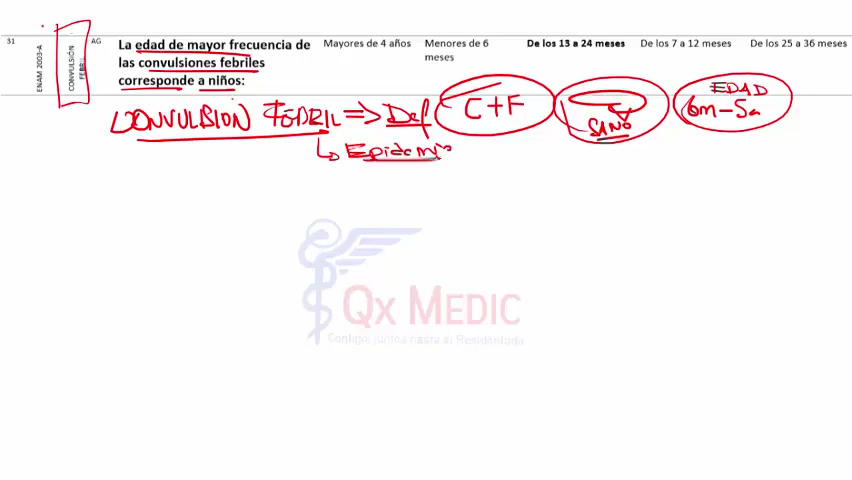 31
ENAM 2003-A
CONVULSIÓN FEBRIL
AG
La edad de mayor frecuencia de las convulsiones febriles corresponde a niños:
Mayores de 4 años
Menores de 6 meses
De los 13 a 24 meses
De los 7 a 12 meses
De los 25 a 36 meses
CONVULSION FEBRIL => Def C + F SANO EDAD 6m - 5a
↳ Epidemio
Qx MEDIC
Contigo, juntos hasta el Residentado